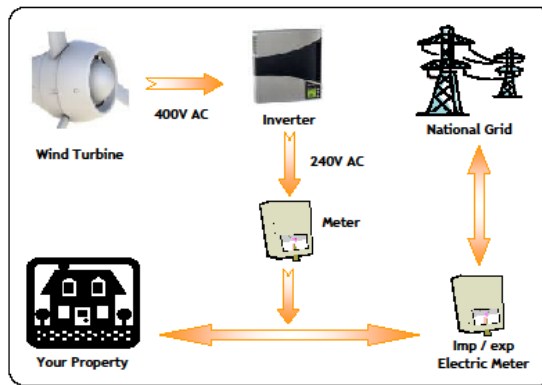 400V AC
Inverter
National Grid
Wind Turbine
240V AC
Meter
Your Property
Imp / exp
Electric Meter